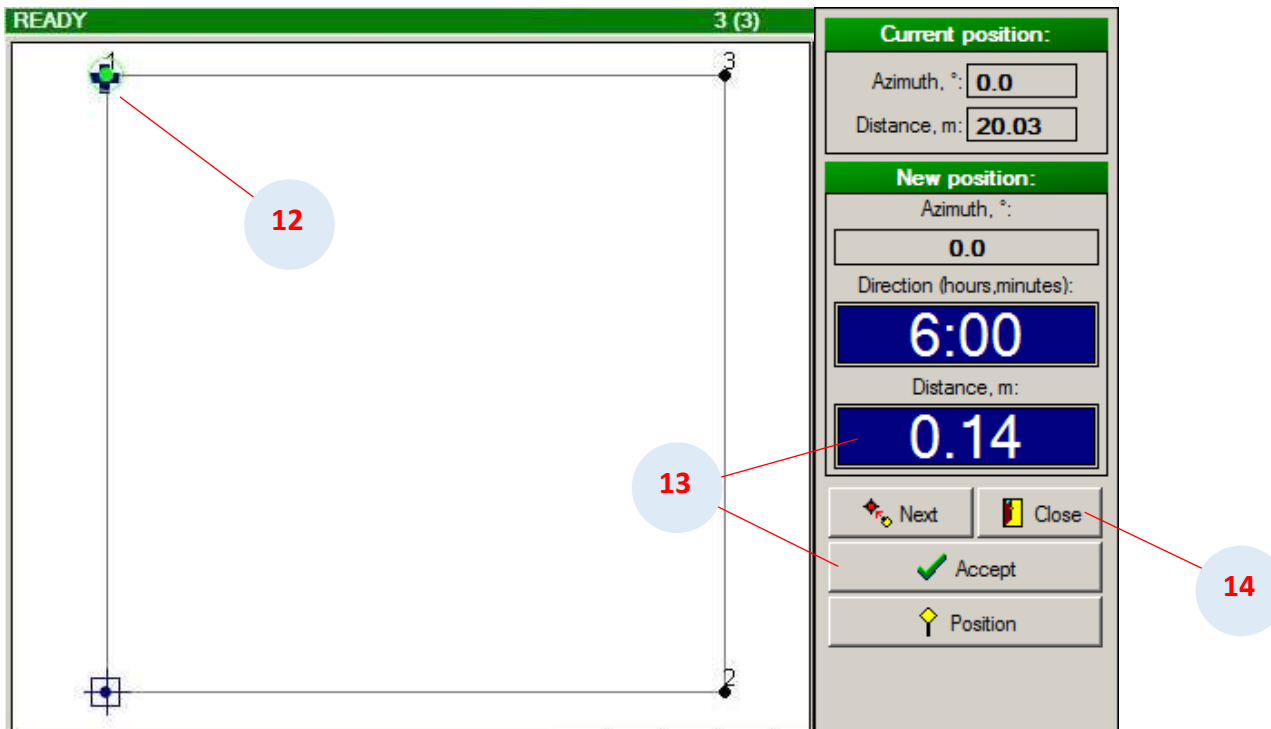 READY 3 (3)
1
3
12
2
Current position:
Azimuth, °: 0.0
Distance, m: 20.03
New position:
Azimuth, °:
0.0
Direction (hours,minutes):
6:00
Distance, m:
0.14
13
Next Close
Accept
14
Position